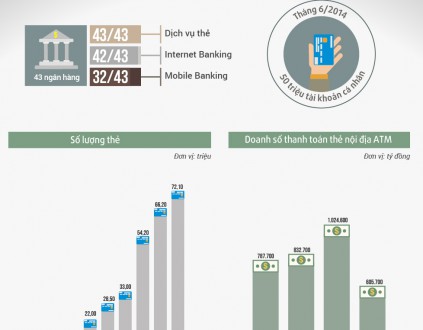 43 ngân hàng
43/43 Dịch vụ thẻ
42/43 Internet Banking
32/43 Mobile Banking
Tháng 6/2014
50 triệu tài khoản cá nhân
Số lượng thẻ
Đơn vị: triệu
22,00
28,50
33,00
54,20
66,20
72,10
Doanh số thanh toán thẻ nội địa ATM
Đơn vị: tỷ đồng
787.700
832.700
1.024.600
605.700